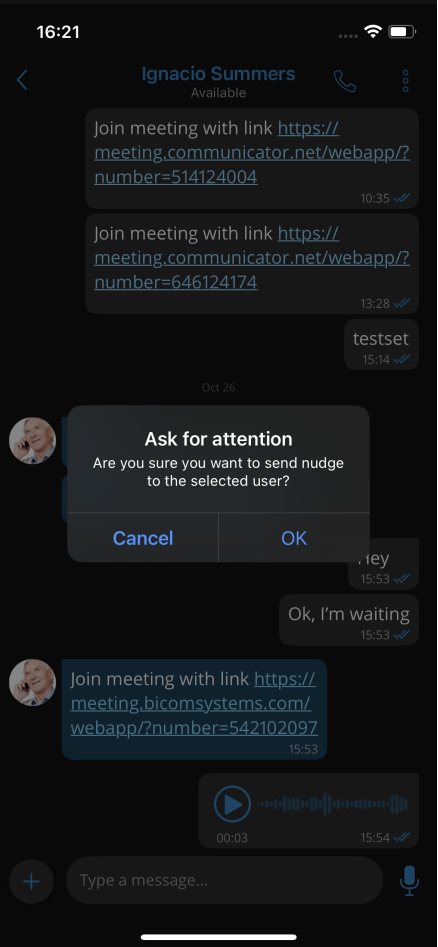 16:21
Ignacio Summers
Available
Join meeting with link https://
meeting.communicator.net/webapp/?
number=514124004
10:35
Join meeting with link https://
meeting.communicator.net/webapp/?
number=646124174
13:28
testset
15:14
Oct 26
Ask for attention
Are you sure you want to send nudge
to the selected user?
Cancel
OK
Hey
15:53
Ok, I'm waiting
15:53
Join meeting with link https://
meeting.bicomsystems.com/
webapp/?number=542102097
15:53
00:03
15:54
Type a message...